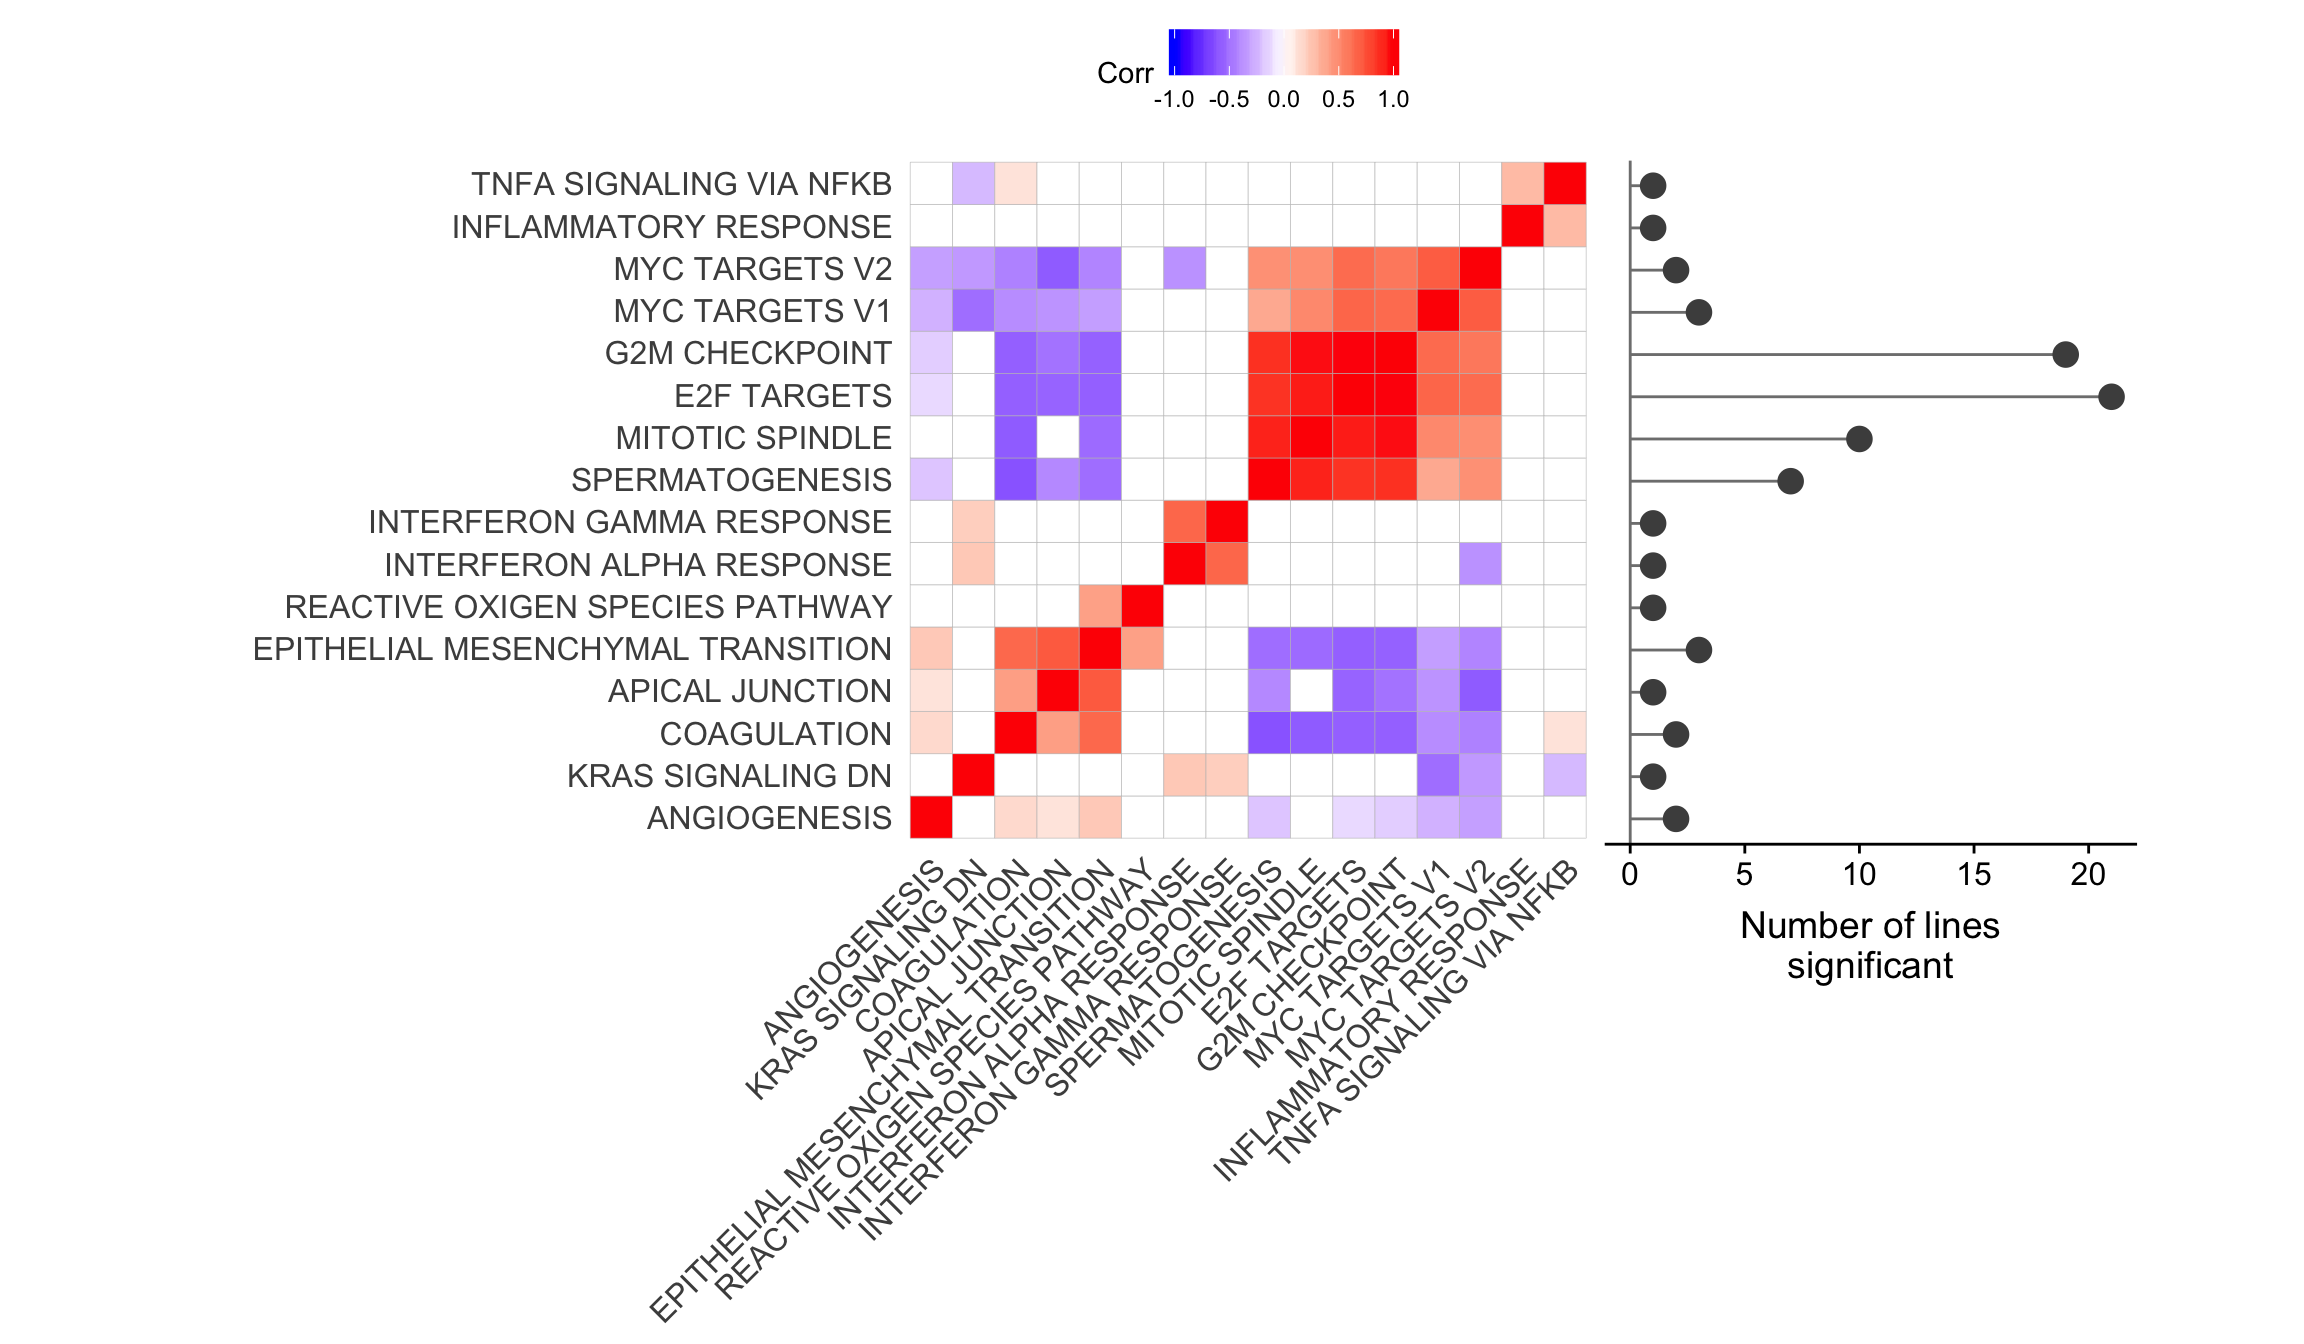 Corr
-1.0 -0.5 0.0 0.5 1.0
TNFA SIGNALING VIA NFKB
INFLAMMATORY RESPONSE
MYC TARGETS V2
MYC TARGETS V1
G2M CHECKPOINT
E2F TARGETS
MITOTIC SPINDLE
SPERMATOGENESIS
INTERFERON GAMMA RESPONSE
INTERFERON ALPHA RESPONSE
REACTIVE OXIGEN SPECIES PATHWAY
EPITHELIAL MESENCHYMAL TRANSITION
APICAL JUNCTION
COAGULATION
KRAS SIGNALING DN
ANGIOGENESIS
ANGIOGENESIS
KRAS SIGNALING DN
COAGULATION
APICAL JUNCTION
EPITHELIAL MESENCHYMAL TRANSITION
REACTIVE OXIGEN SPECIES PATHWAY
INTERFERON ALPHA RESPONSE
INTERFERON GAMMA RESPONSE
SPERMATOGENESIS
MITOTIC SPINDLE
E2F TARGETS
G2M CHECKPOINT
MYC TARGETS V1
MYC TARGETS V2
INFLAMMATORY RESPONSE
TNFA SIGNALING VIA NFKB
0 5 10 15 20
Number of lines
significant